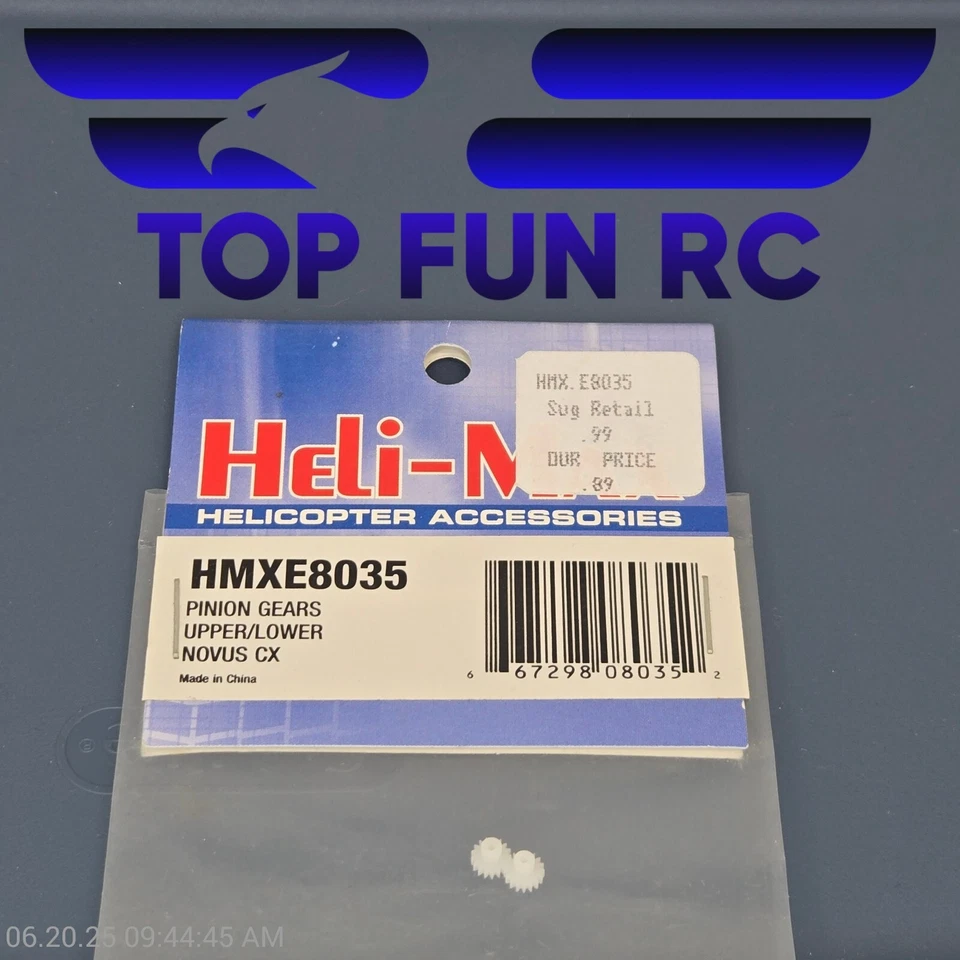 TOP FUN RC
HMX.E8035
Sug Retail
.99
OUR PRICE
.89
Heli-
HELICOPTER ACCESSORIES
HMXE8035
PINION GEARS
UPPER/LOWER
NOVUS CX
Made in China
6 67298 08035 2
06.20.25 09:44:45 AM